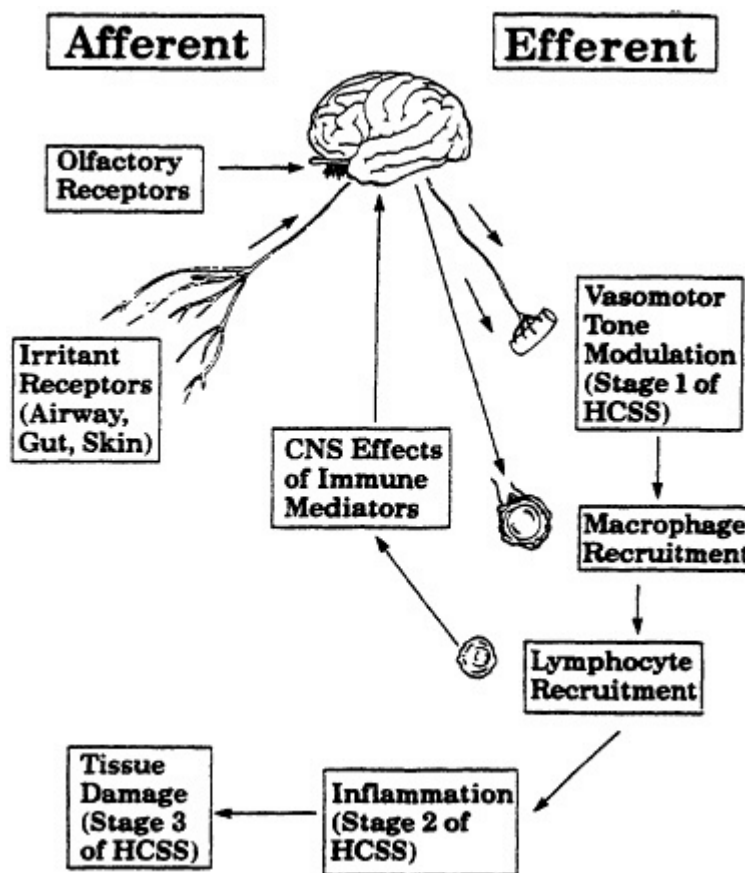 Afferent
Efferent
Olfactory
Receptors
Irritant
Receptors
(Airway,
Gut, Skin)
CNS Effects
of Immune
Mediators
Vasomotor
Tone
Modulation
(Stage 1 of
HCSS)
Macrophage
Recruitment
Lymphocyte
Recruitment
Inflammation
(Stage 2 of
HCSS)
Tissue
Damage
(Stage 3
of HCSS)